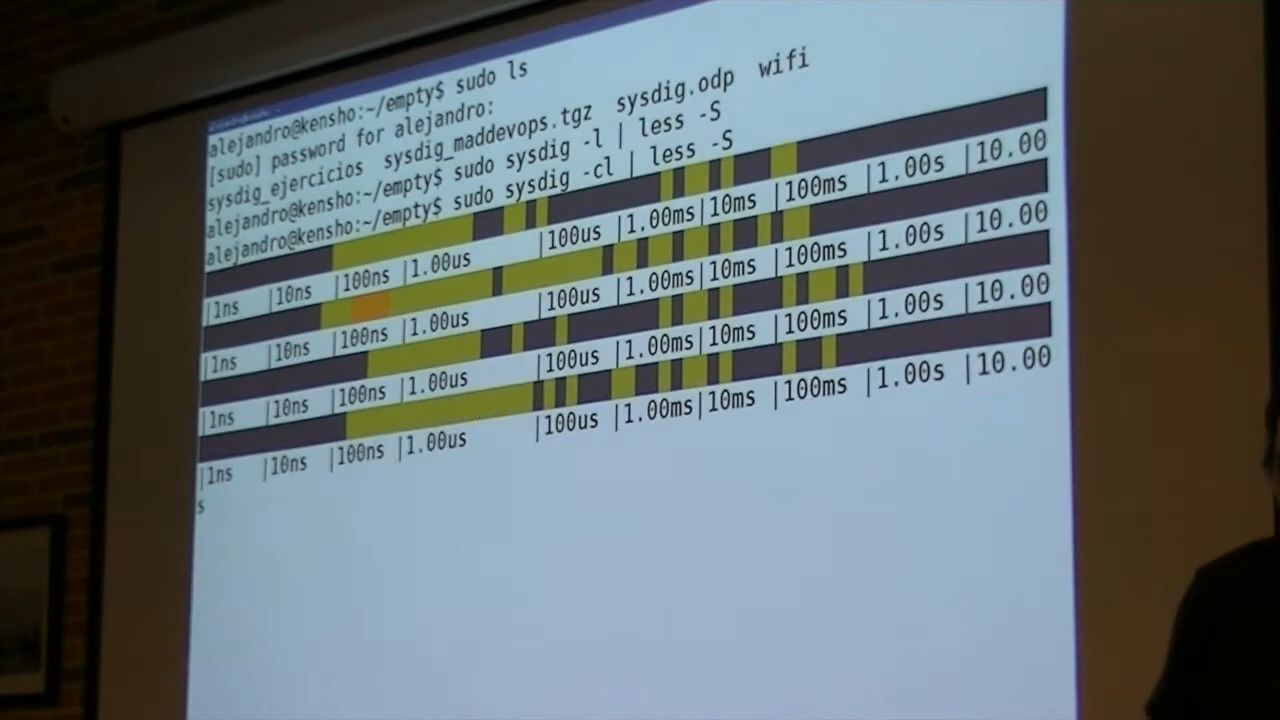 alejandro@kensho:~/empty$ sudo ls
[sudo] password for alejandro:
sysdig_ejercicios  sysdig_maddevops.tgz  sysdig.odp  wifi
alejandro@kensho:~/empty$ sudo sysdig -l | less -S
alejandro@kensho:~/empty$ sudo sysdig -cl | less -S
|1ns |10ns |100ns |1.00us |100us |1.00ms|10ms |100ms |1.00s |10.00
|1ns |10ns |100ns |1.00us |100us |1.00ms|10ms |100ms |1.00s |10.00
|1ns |10ns |100ns |1.00us |100us |1.00ms|10ms |100ms |1.00s |10.00
|1ns |10ns |100ns |1.00us |100us |1.00ms|10ms |100ms |1.00s |10.00
s